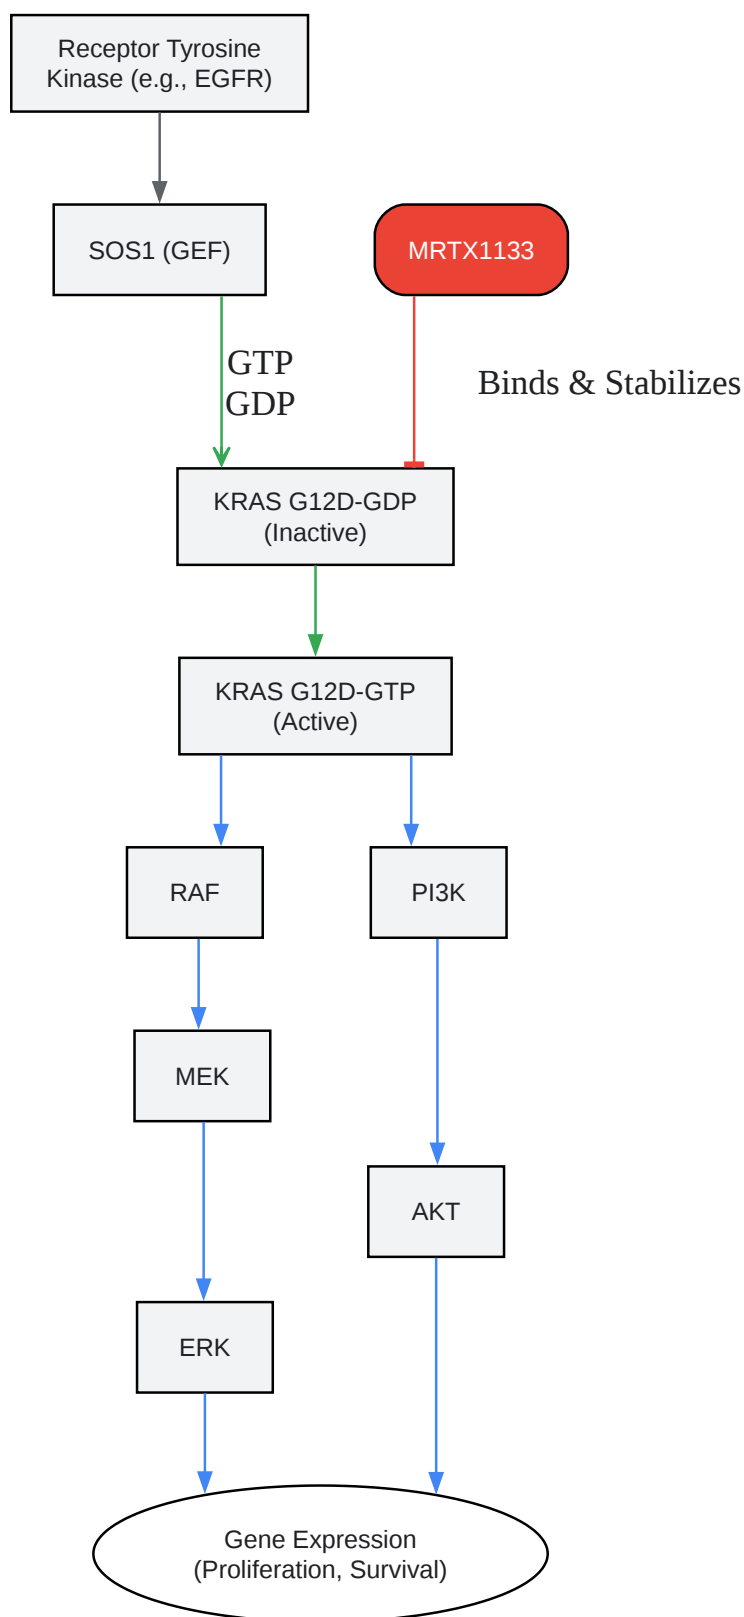 Receptor Tyrosine
Kinase (e.g., EGFR)
SOS1 (GEF)
MRTX1133
GTP
GDP
Binds & Stabilizes
KRAS G12D-GDP
(Inactive)
KRAS G12D-GTP
(Active)
RAF
PI3K
MEK
AKT
ERK
Gene Expression
(Proliferation, Survival)